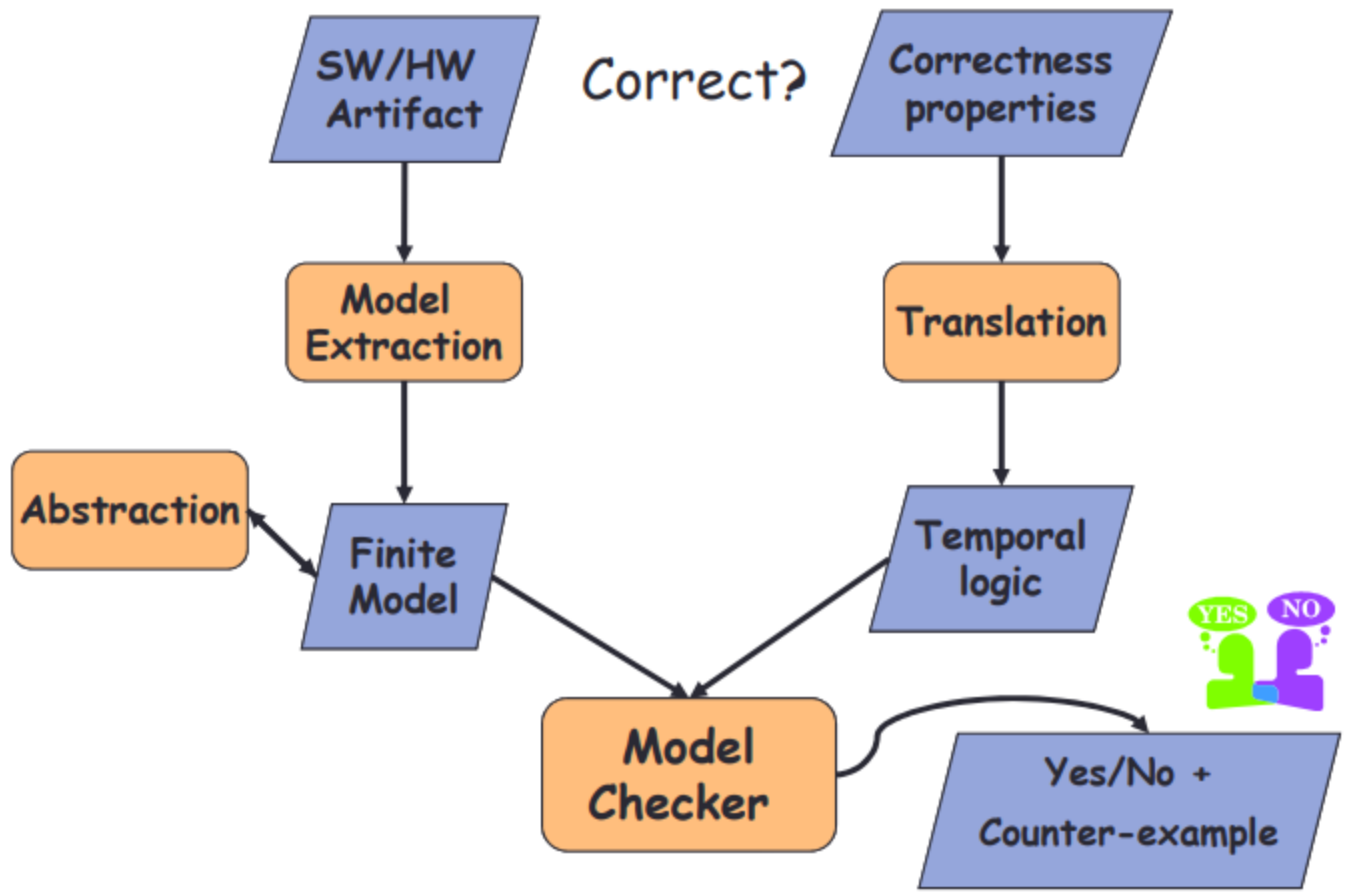 SW/HW
Artifact
Correct?
Correctness
properties
Model
Extraction
Translation
Abstraction
Finite
Model
Temporal
logic
YES
NO
Model
Checker
Yes/No +
Counter-example